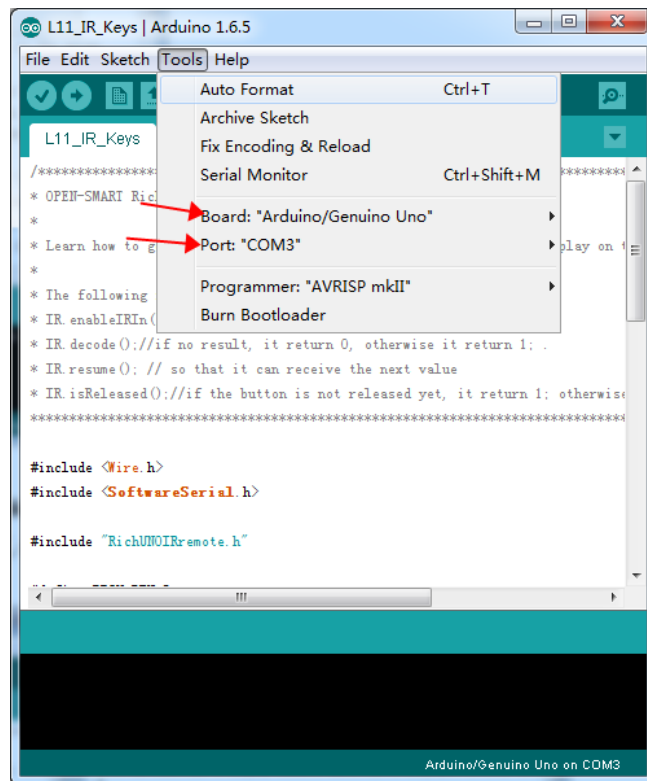 L11_IR_Keys | Arduino 1.6.5
File Edit Sketch Tools Help
Auto Format Ctrl+T
Archive Sketch
L11_IR_Keys
Fix Encoding & Reload
Serial Monitor Ctrl+Shift+M
/****************
* OPEN-SMART Ric
Board: "Arduino/Genuino Uno"
*
* Learn how to g
Port: "COM3"
play on t
*
* The following
Programmer: "AVRISP mkII"
* IR.enableIRIn(
Burn Bootloader
* IR.decode();//if no result, it return 0, otherwise it return 1; .
* IR.resume(); // so that it can receive the next value
* IR.isReleased();//if the button is not released yet, it return 1; otherwise
******************************************************************************
#include <Wire.h>
#include <SoftwareSerial.h>
#include "RichUNOIRremote.h"
Arduino/Genuino Uno on COM3